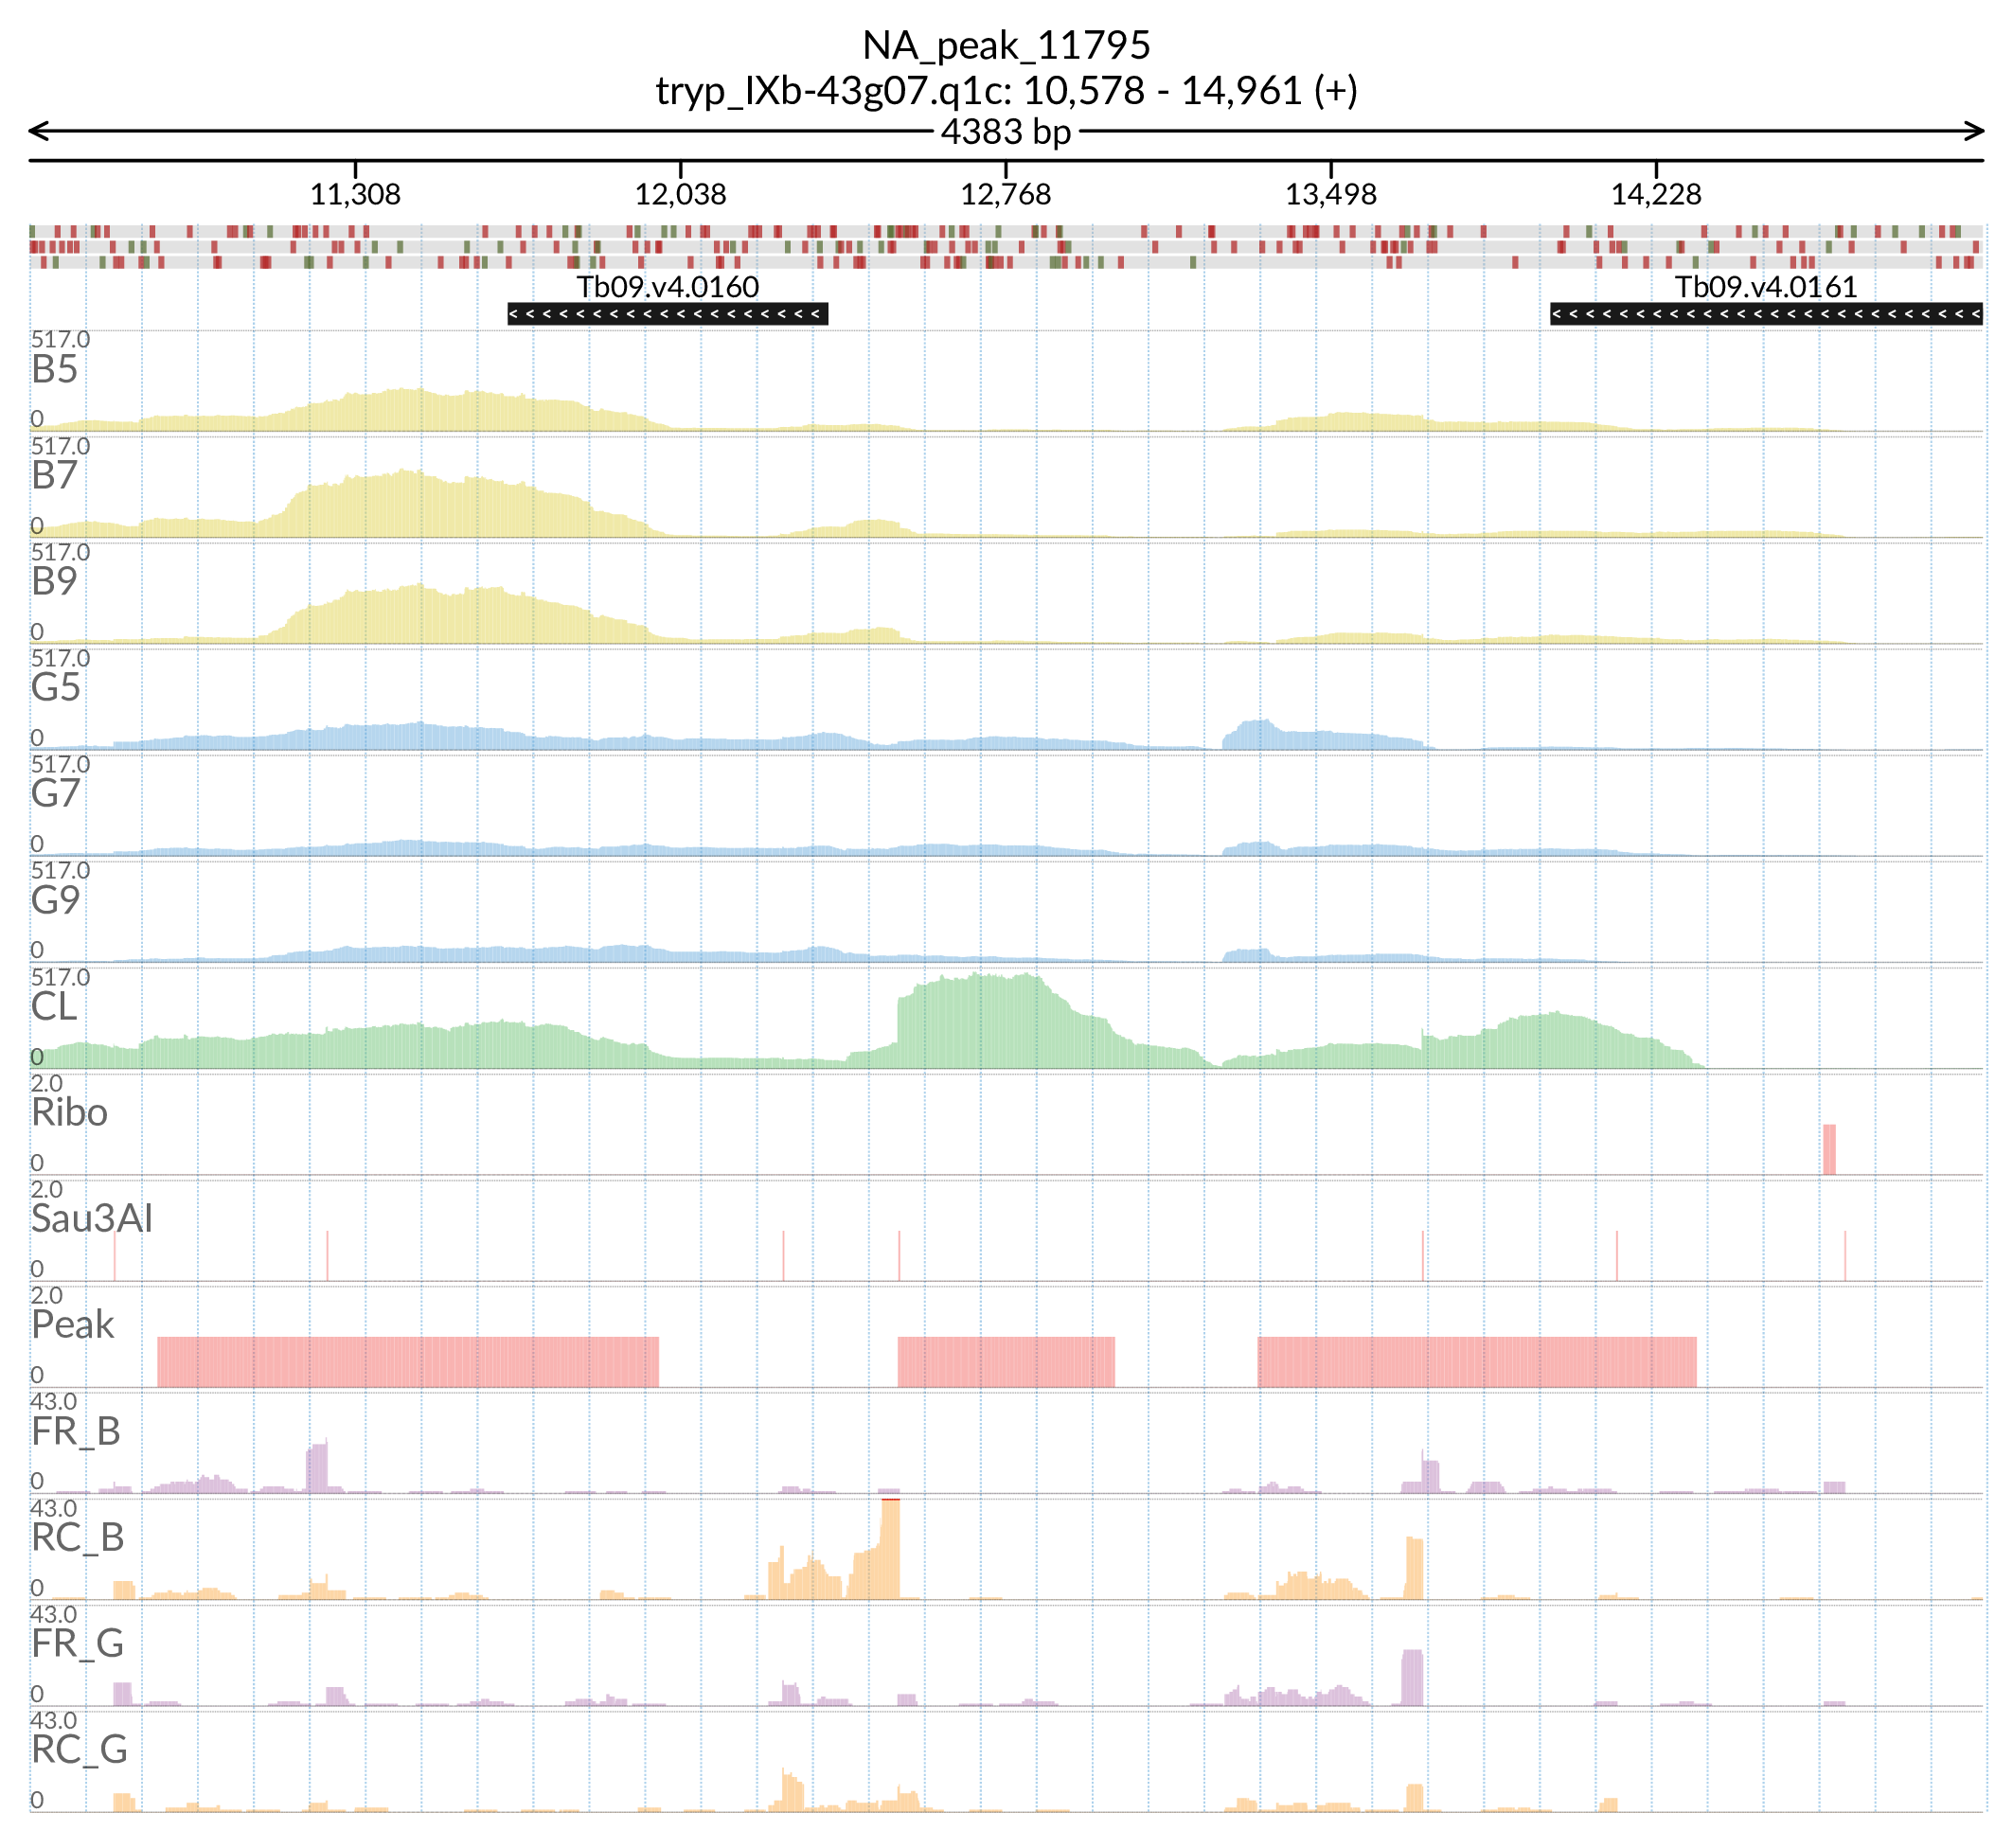 NA_peak_11795
tryp_IXb-43g07.q1c: 10,578 - 14,961 (+)
4383 bp
11,308 12,038 12,768 13,498 14,228
Tb09.v4.0160 Tb09.v4.0161
517.0
B5
0
517.0
B7
0
517.0
B9
0
517.0
G5
0
517.0
G7
0
517.0
G9
0
517.0
CL
0
2.0
Ribo
0
2.0
Sau3AI
0
2.0
Peak
0
43.0
FR_B
0
43.0
RC_B
0
43.0
FR_G
0
43.0
RC_G
0